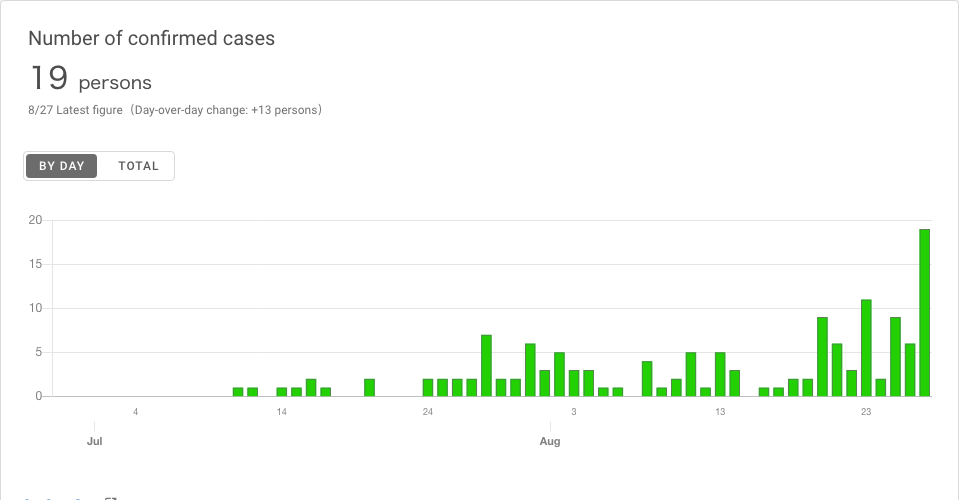 Number of confirmed cases
19 persons
8/27 Latest figure（Day-over-day change: +13 persons）
BY DAY TOTAL
20
15
10
5
0
4 14 24 3 13 23
Jul Aug